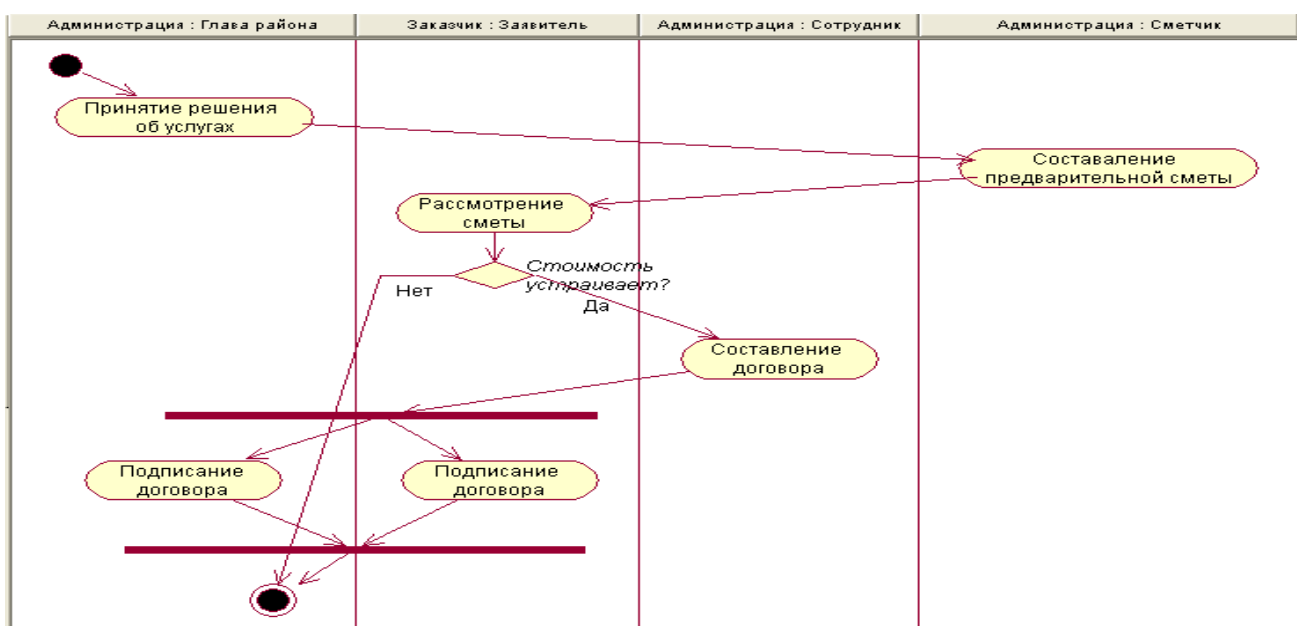 Администрация : Глава района
Заказчик : Заявитель
Администрация : Сотрудник
Администрация : Сметчик
Принятие решения
об услугах
Составаление
предварительной сметы
Рассмотрение
сметы
Стоимость
устраивает?
Нет
Да
Составление
договора
Подписание
договора
Подписание
договора